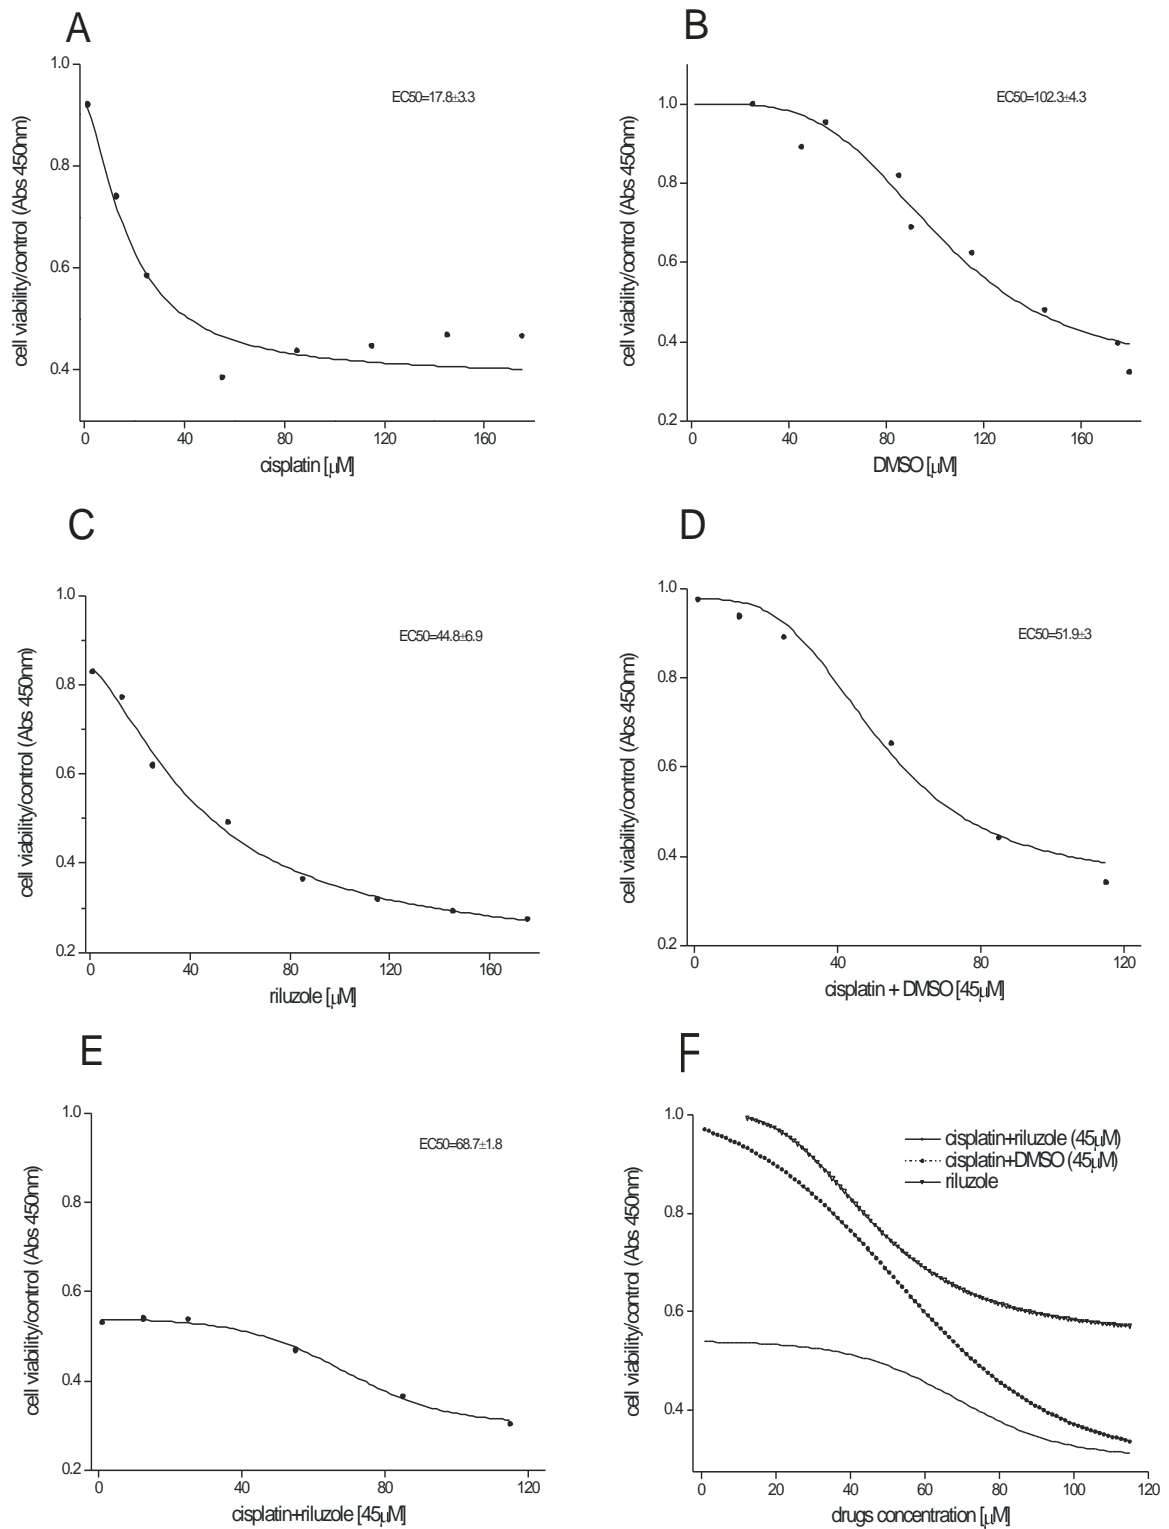 A
1.0
0.8
0.6
0.4
0 40 80 120 160
cell viability/control (Abs 450nm)
cisplatin [μM]
EC50=17.8±3.3
B
1.0
0.8
0.6
0.4
0.2
0 40 80 120 160
cell viability/control (Abs 450nm)
DMSO [μM]
EC50=102.3±4.3
C
1.0
0.8
0.6
0.4
0.2
0 40 80 120 160
cell viability/control (Abs 450nm)
riluzole [μM]
EC50=44.8±6.9
D
1.0
0.8
0.6
0.4
0.2
0 40 80 120
cell viability/control (Abs 450nm)
cisplatin + DMSO [45μM]
EC50=51.9±3
E
1.0
0.8
0.6
0.4
0.2
0 40 80 120
cell viability/control (Abs 450nm)
cisplatin+riluzole [45μM]
EC50=68.7±1.8
F
1.0
0.8
0.6
0.4
0 20 40 60 80 100 120
cell viability/control (Abs 450nm)
drugs concentration [μM]
cisplatin+riluzole (45μM)
cisplatin+DMSO (45μM)
riluzole